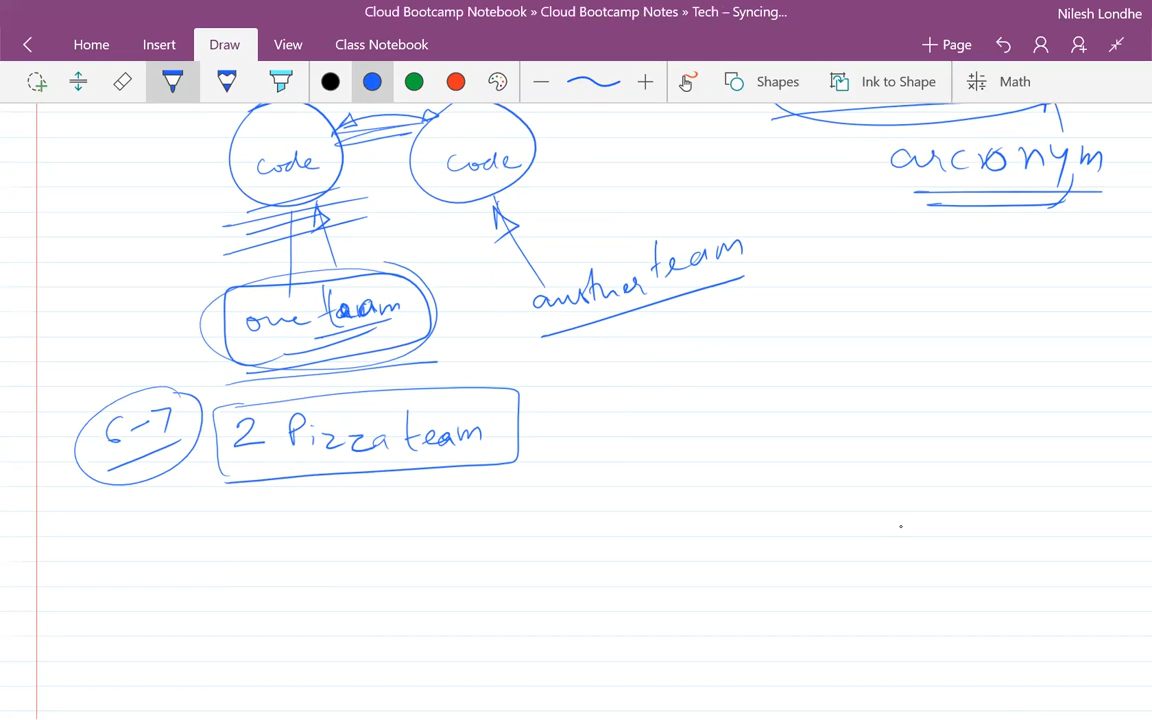 Cloud Bootcamp Notebook » Cloud Bootcamp Notes » Tech – Syncing...
Nilesh Londhe
Home Insert Draw View Class Notebook
Page
Shapes Ink to Shape Math
code code
arcronym
another team
one team
6-7 2 Pizza team